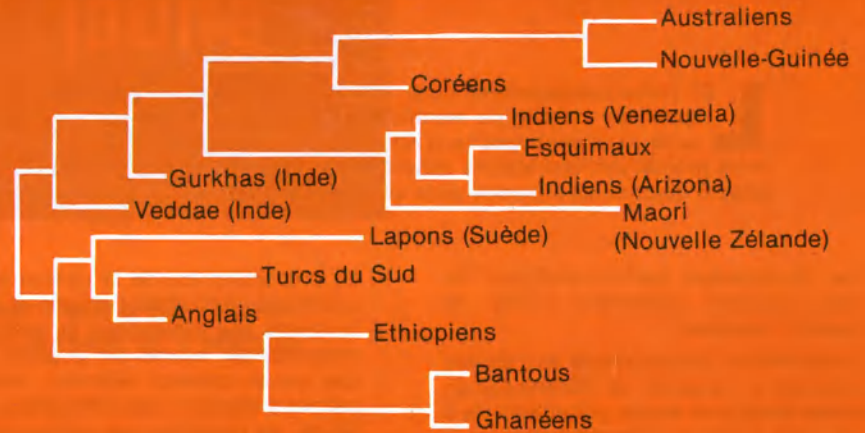 Australiens
Nouvelle-Guinée
Coréens
Indiens (Venezuela)
Esquimaux
Gurkhas (Inde)
Indiens (Arizona)
Veddae (Inde)
Maori
(Nouvelle Zélande)
Lapons (Suède)
Turcs du Sud
Anglais
Ethiopiens
Bantous
Ghanéens